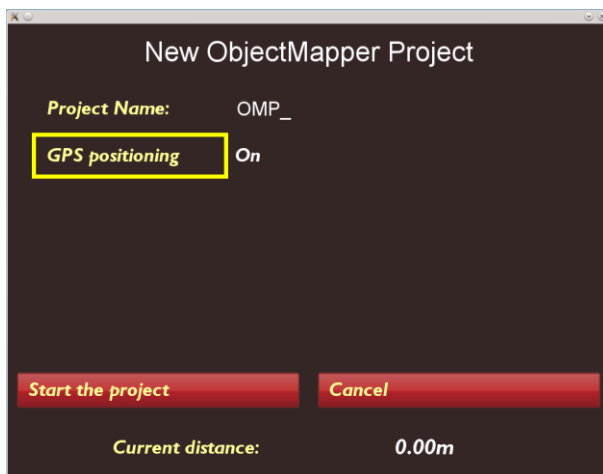 New ObjectMapper Project
Project Name: OMP_
GPS positioning On
Start the project Cancel
Current distance: 0.00m